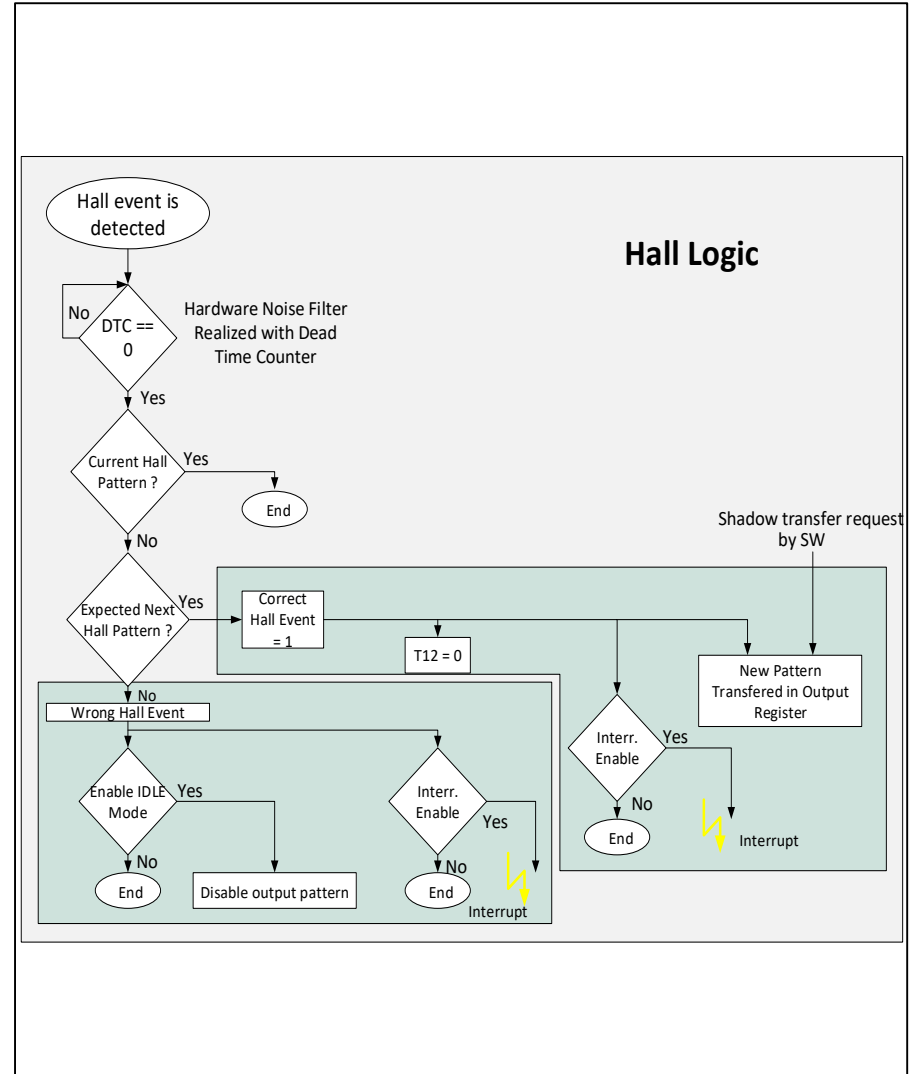 Hall event is
detected
Hall Logic
No
DTC ==
0
Hardware Noise Filter
Realized with Dead
Time Counter
Yes
Current Hall
Pattern ?
Yes
End
No
Shadow transfer request
by SW
Expected Next
Hall Pattern ?
Yes
Correct
Hall Event
= 1
T12 = 0
New Pattern
Transfered in Output
Register
No
Wrong Hall Event
Interr.
Enable
Yes
No
End
Interrupt
Enable IDLE
Mode
Yes
No
End
Disable output pattern
Interr.
Enable
Yes
No
End
Interrupt